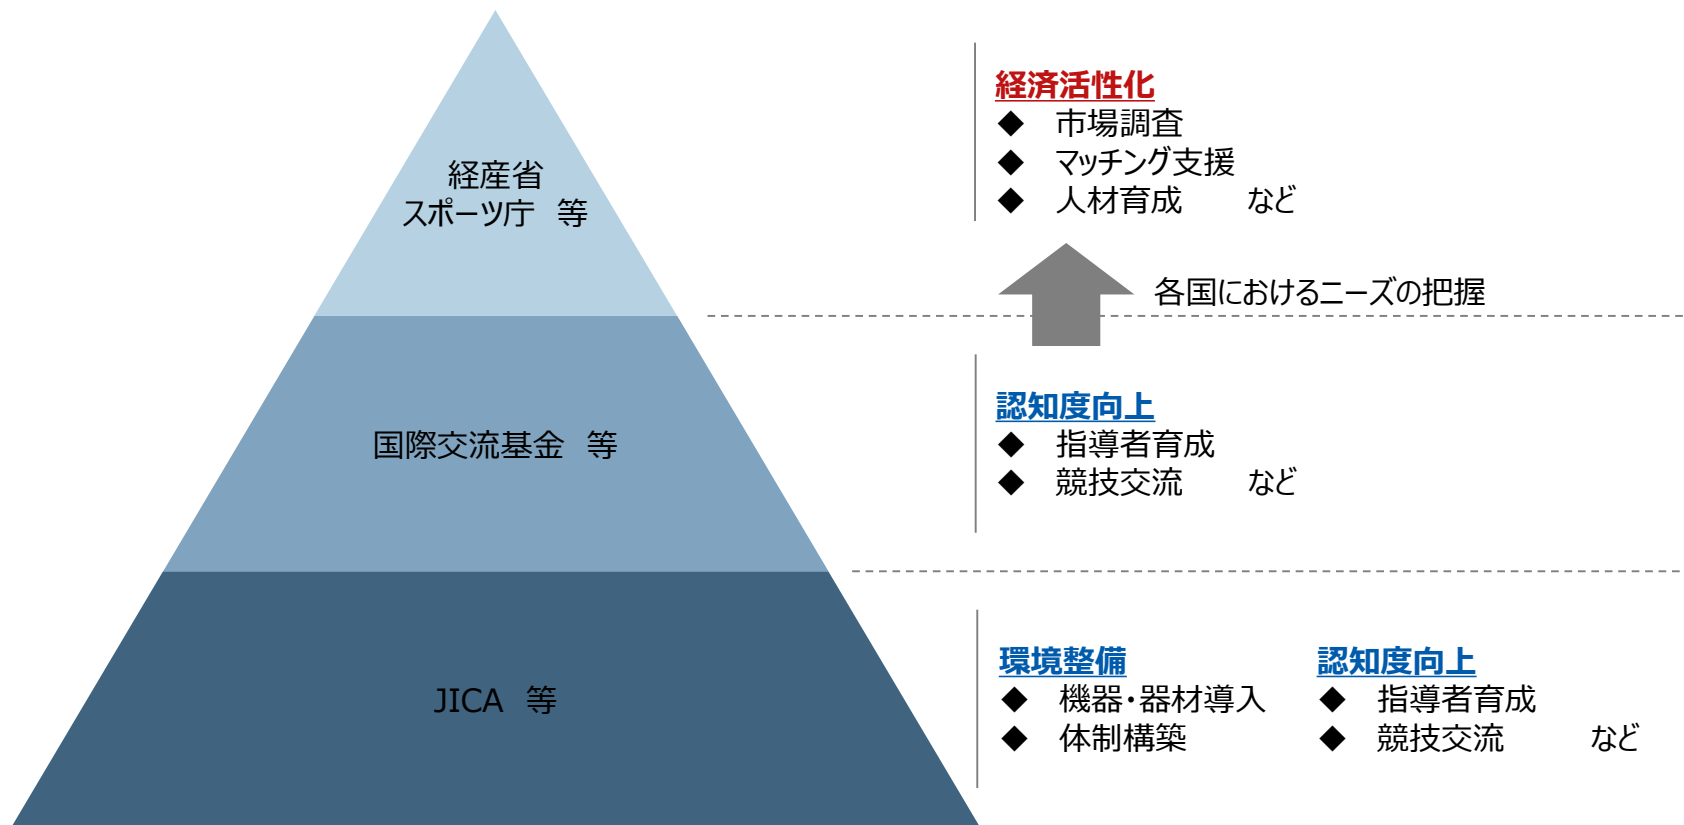 経産省
スポーツ庁　等
経済活性化
◆　市場調査
◆　マッチング支援
◆　人材育成　　など
各国におけるニーズの把握
国際交流基金　等
認知度向上
◆　指導者育成
◆　競技交流　　など
JICA　等
環境整備
◆　機器・器材導入
◆　体制構築
認知度向上
◆　指導者育成
◆　競技交流　　など